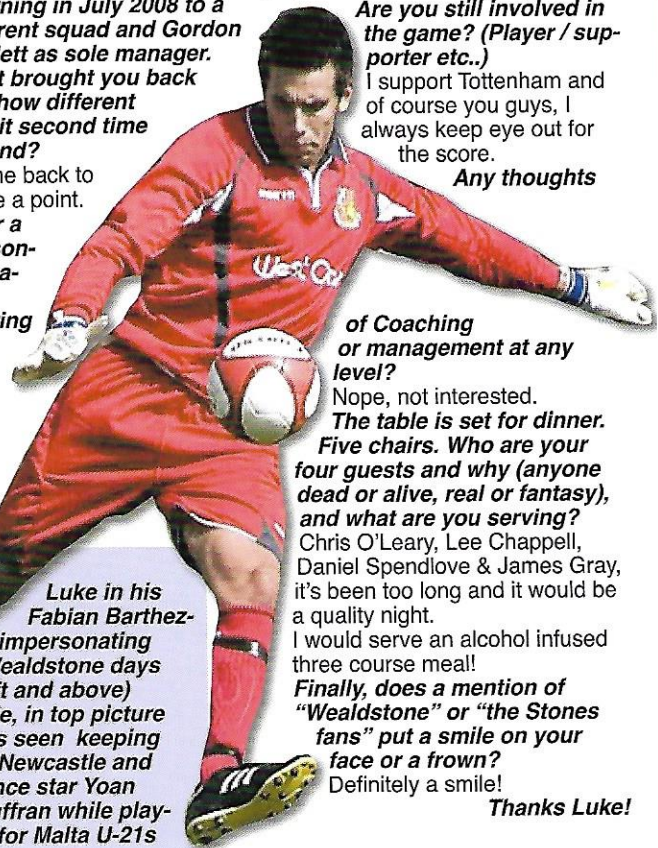 ning in July 2008 to a
rent squad and Gordon
lett as sole manager.
t brought you back
how different
it second time
nd?
ne back to
e a point.
r a
son-
a-
ing
Luke in his
Fabian Barthez-
impersonating
ealdstone days
t and above)
e, in top picture
s seen keeping
Newcastle and
nce star Yoan
uffran while play-
for Malta U-21s
Are you still involved in
the game? (Player / sup-
porter etc..)
I support Tottenham and
of course you guys, I
always keep eye out for
the score.
Any thoughts
of Coaching
or management at any
level?
Nope, not interested.
The table is set for dinner.
Five chairs. Who are your
four guests and why (anyone
dead or alive, real or fantasy),
and what are you serving?
Chris O'Leary, Lee Chappell,
Daniel Spendlove & James Gray,
it's been too long and it would be
a quality night.
I would serve an alcohol infused
three course meal!
Finally, does a mention of
"Wealdstone" or "the Stones
fans" put a smile on your
face or a frown?
Definitely a smile!
Thanks Luke!